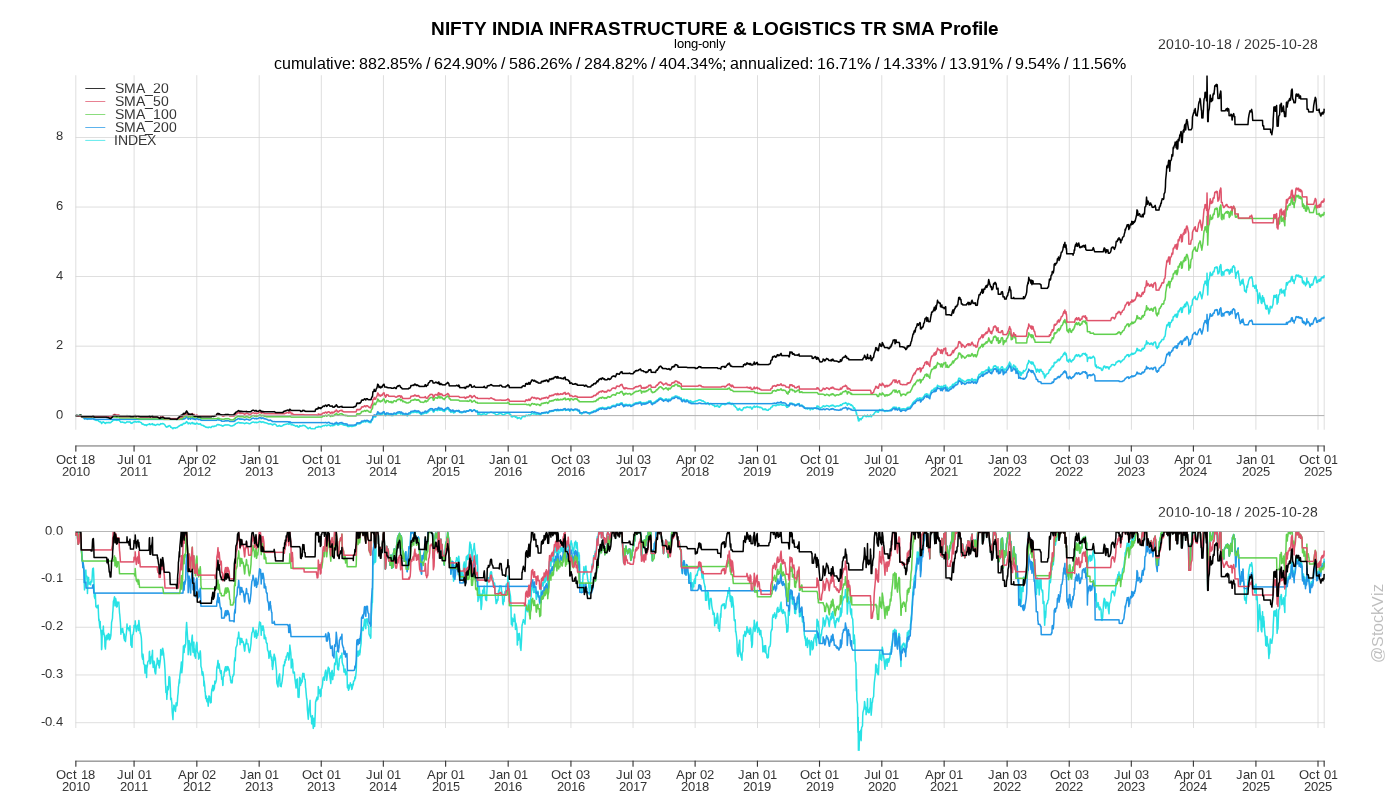 NIFTY INDIA INFRASTRUCTURE & LOGISTICS TR SMA Profile
long-only
2010-10-18 / 2025-10-28
cumulative: 882.85% / 624.90% / 586.26% / 284.82% / 404.34%; annualized: 16.71% / 14.33% / 13.91% / 9.54% / 11.56%
SMA_20
SMA_50
SMA_100
SMA_200
INDEX
8
6
4
2
0
Oct 18 Jul 01 Apr 02 Jan 01 Oct 01 Jul 01 Apr 01 Jan 01 Oct 03 Jul 03 Apr 02 Jan 01 Oct 01 Jul 01 Apr 01 Jan 03 Oct 03 Jul 03 Apr 01 Jan 01 Oct 01
2010 2011 2012 2013 2013 2014 2015 2016 2016 2017 2018 2019 2019 2020 2021 2022 2022 2023 2024 2025 2025
2010-10-18 / 2025-10-28
0.0
-0.1
-0.2
-0.3
-0.4
Oct 18 Jul 01 Apr 02 Jan 01 Oct 01 Jul 01 Apr 01 Jan 01 Oct 03 Jul 03 Apr 02 Jan 01 Oct 01 Jul 01 Apr 01 Jan 03 Oct 03 Jul 03 Apr 01 Jan 01 Oct 01
2010 2011 2012 2013 2013 2014 2015 2016 2016 2017 2018 2019 2019 2020 2021 2022 2022 2023 2024 2025 2025
@StockViz